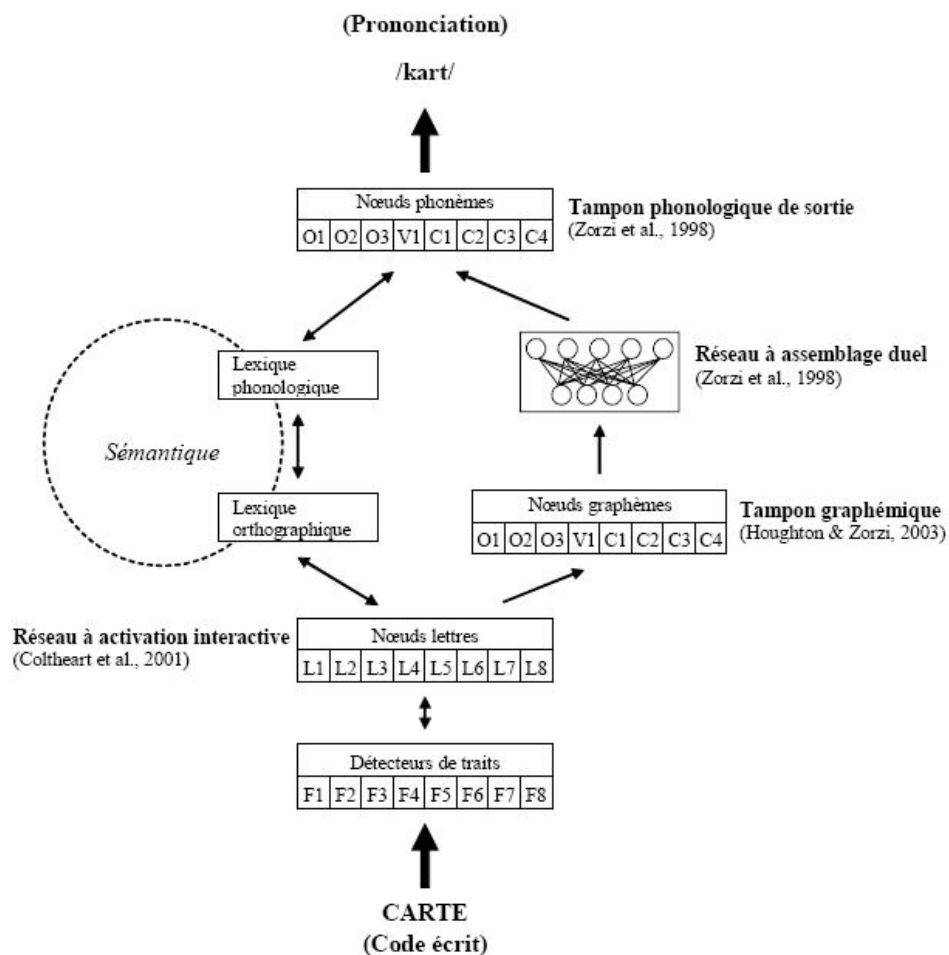 (Prononciation)
/kart/
Nœuds phonèmes
O1 O2 O3 V1 C1 C2 C3 C4
Tampon phonologique de sortie
(Zorzi et al., 1998)
Lexique
phonologique
Réseau à assemblage duel
(Zorzi et al., 1998)
Sémantique
Lexique
orthographique
Nœuds graphèmes
O1 O2 O3 V1 C1 C2 C3 C4
Tampon graphémique
(Houghton & Zorzi, 2003)
Réseau à activation interactive
(Coltheart et al., 2001)
Nœuds lettres
L1 L2 L3 L4 L5 L6 L7 L8
Détecteurs de traits
F1 F2 F3 F4 F5 F6 F7 F8
CARTE
(Code écrit)